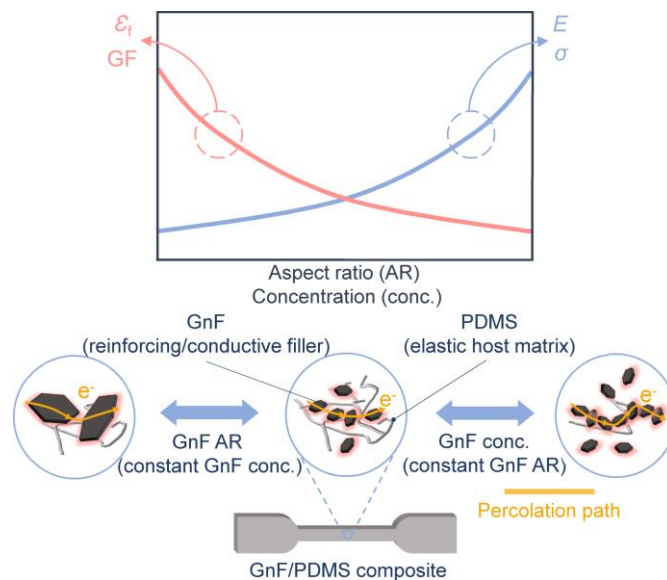 Ɛf
GF
E
σ
Aspect ratio (AR)
Concentration (conc.)
GnF
(reinforcing/conductive filler)
PDMS
(elastic host matrix)
e-
e-
e-
GnF AR
(constant GnF conc.)
GnF conc.
(constant GnF AR)
Percolation path
GnF/PDMS composite